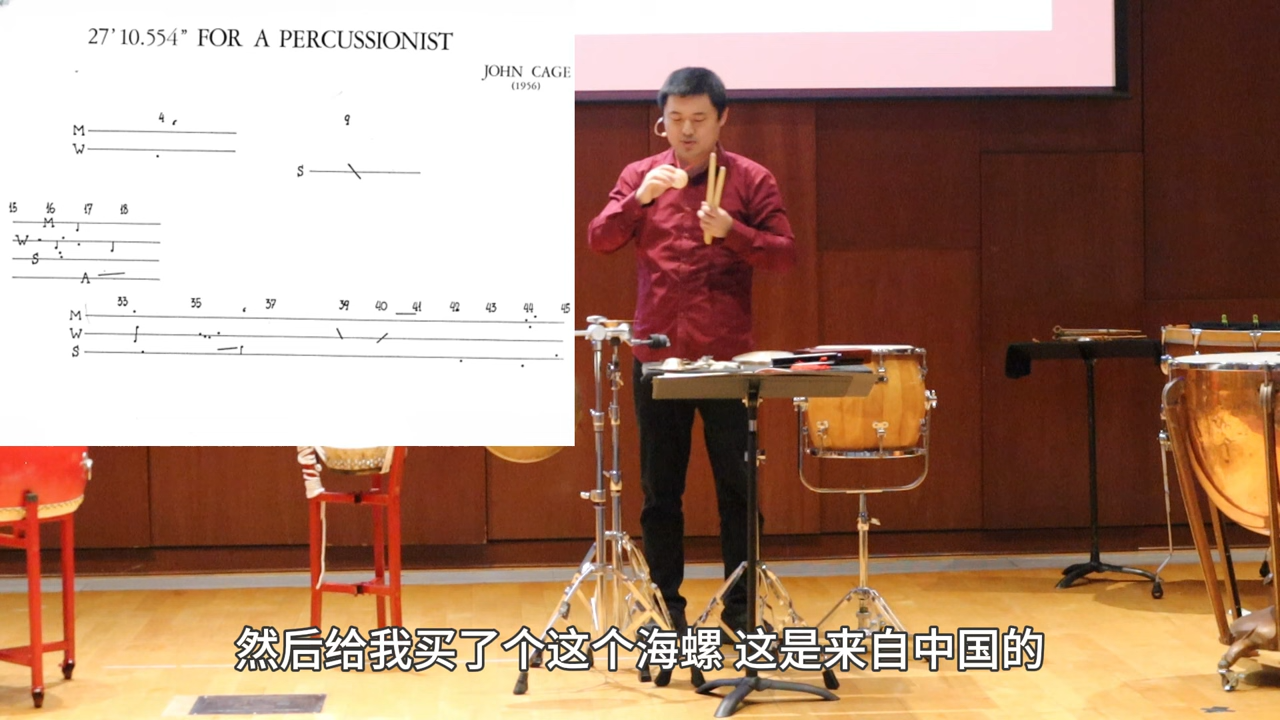 27'10.554" FOR A PERCUSSIONIST
JOHN CAGE
(1956)
4 9
M
W
S
15 16 17 18
M
W
S
A
33 35 37 39 40 41 42 43 44 45
M
W
S
然后给我买了个这个海螺 这是来自中国的